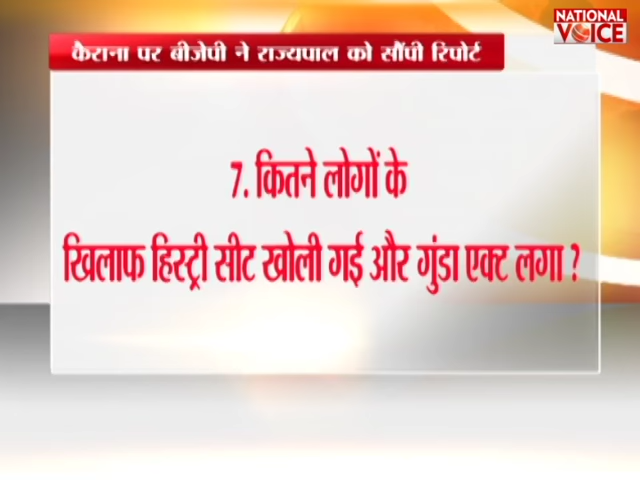 NATIONAL
VOICE
कैराना पर बीजेपी ने राज्यपाल को सौंपी रिपोर्ट
7. कितने लोगों के
खिलाफ हिस्ट्री सीट खोली गई और गुंडा एक्ट लगा ?